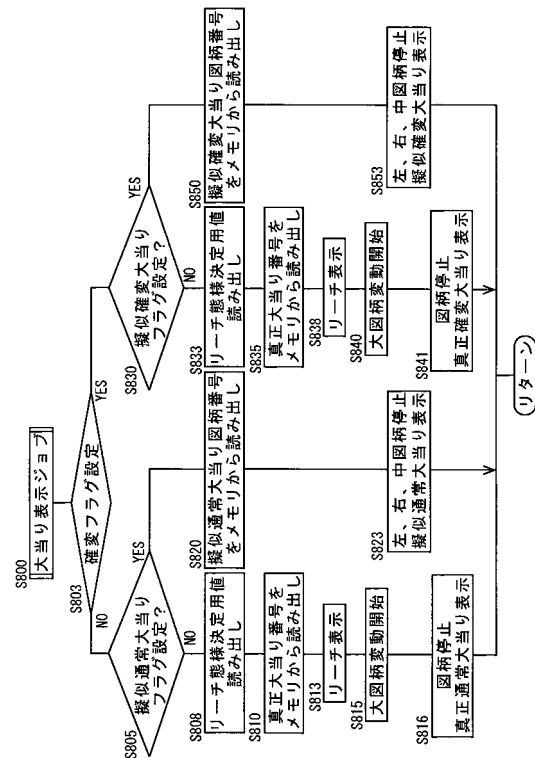 S800
大当り表示ジョブ
S803
確変フラグ設定
NO
YES
S805
擬似通常大当り
フラグ設定?
YES
NO
S808
リーチ態様決定用値
読み出し
S810
真正大当り番号を
メモリから読み出し
S813
リーチ表示
S815
大図柄変動開始
S816
図柄停止
真正通常大当り表示
S820
擬似通常大当り図柄番号
をメモリから読み出し
S823
左、右、中図柄停止
擬似通常大当り表示
S830
擬似確変大当り
フラグ設定?
YES
NO
S833
リーチ態様決定用値
読み出し
S835
真正大当り番号を
メモリから読み出し
S838
リーチ表示
S840
大図柄変動開始
S841
図柄停止
真正確変大当り表示
S850
擬似確変大当り図柄番号
をメモリから読み出し
S853
左、右、中図柄停止
擬似確変大当り表示
リターン